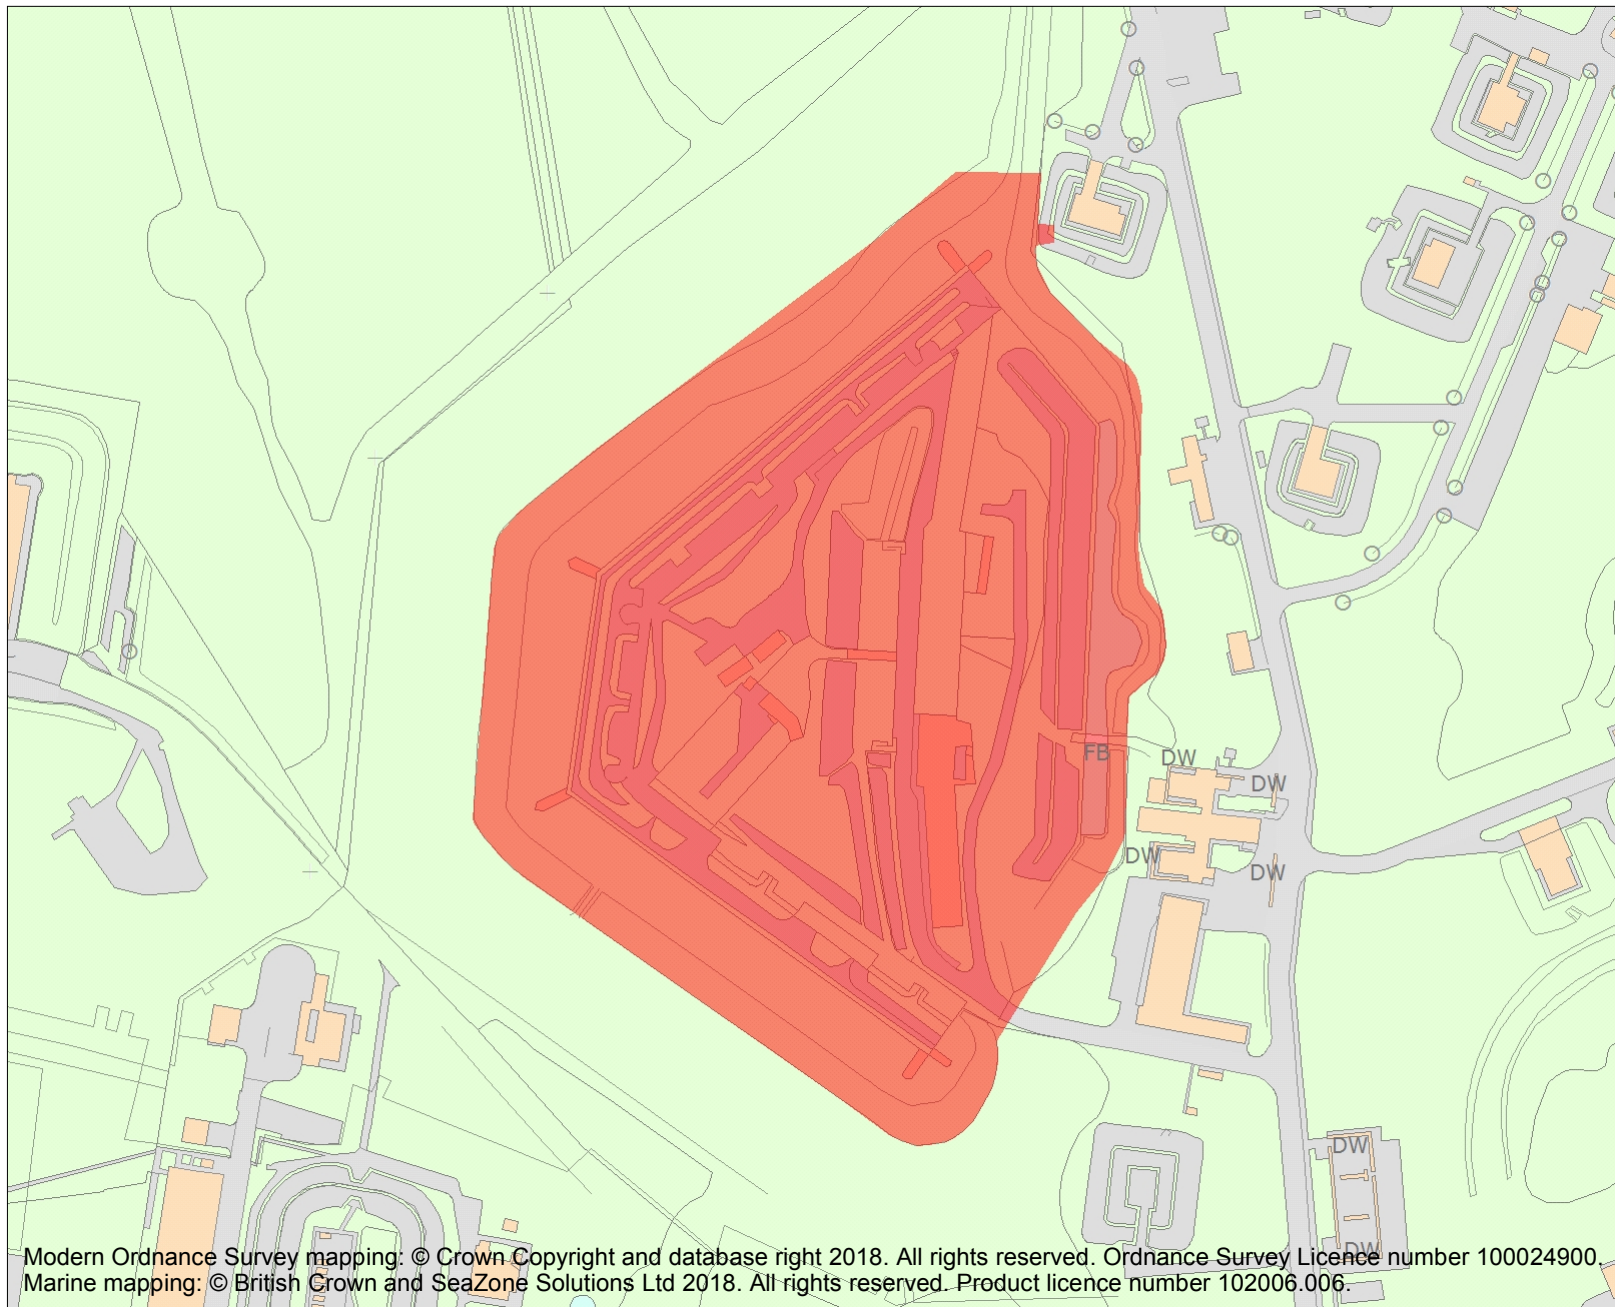 FB
DW
DW
DW
DW
DW
DW
Modern Ordnance Survey mapping: © Crown Copyright and database right 2018. All rights reserved. Ordnance Survey Licence number 100024900.
Marine mapping: © British Crown and SeaZone Solutions Ltd 2018. All rights reserved. Product licence number 102006.006.